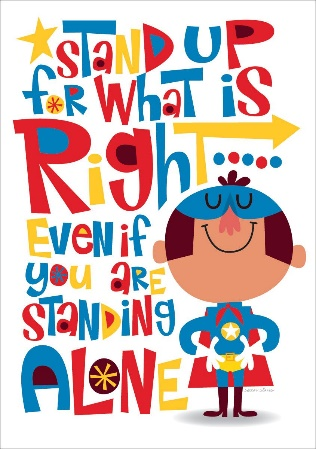 STAND UP
FOR WHAT IS
RIGHT.....
EVEN if
YOU ARE
STANDING
ALONE